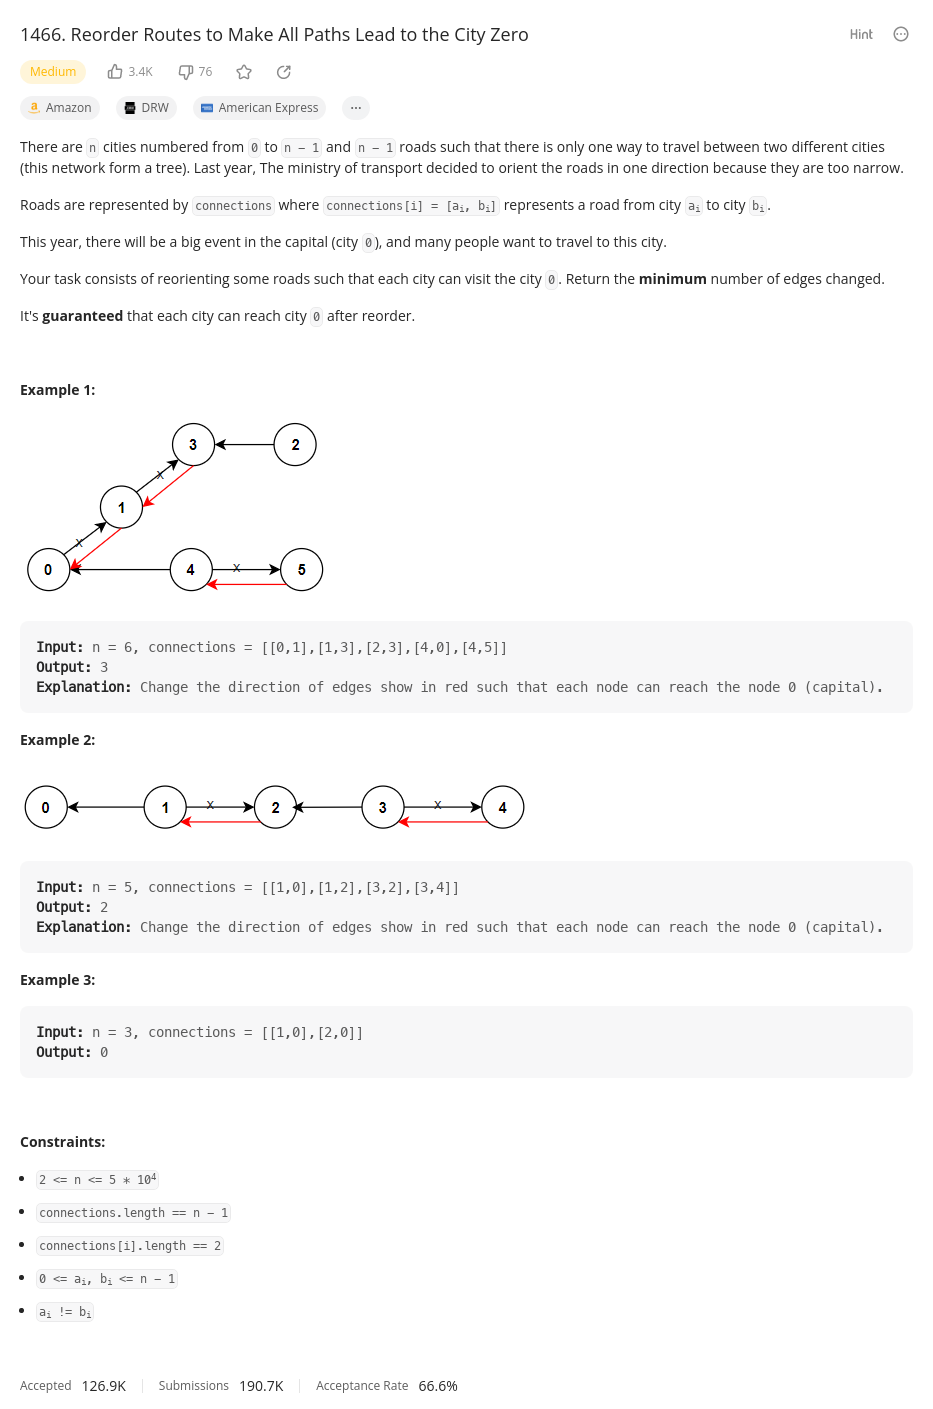 1466. Reorder Routes to Make All Paths Lead to the City Zero
Hint
Medium 3.4K 76
Amazon DRW American Express ...
There are n cities numbered from 0 to n - 1 and n - 1 roads such that there is only one way to travel between two different cities
(this network form a tree). Last year, The ministry of transport decided to orient the roads in one direction because they are too narrow.
Roads are represented by connections where connections[i] = [aᵢ, bᵢ] represents a road from city aᵢ to city bᵢ.
This year, there will be a big event in the capital (city 0), and many people want to travel to this city.
Your task consists of reorienting some roads such that each city can visit the city 0. Return the minimum number of edges changed.
It's guaranteed that each city can reach city 0 after reorder.
Example 1:
3 2
x
1
x
0 4 x 5
Input: n = 6, connections = [[0,1],[1,3],[2,3],[4,0],[4,5]]
Output: 3
Explanation: Change the direction of edges show in red such that each node can reach the node 0 (capital).
Example 2:
0 1 x 2 3 x 4
Input: n = 5, connections = [[1,0],[1,2],[3,2],[3,4]]
Output: 2
Explanation: Change the direction of edges show in red such that each node can reach the node 0 (capital).
Example 3:
Input: n = 3, connections = [[1,0],[2,0]]
Output: 0
Constraints:
• 2 <= n <= 5 * 10⁴
• connections.length == n - 1
• connections[i].length == 2
• 0 <= aᵢ, bᵢ <= n - 1
• aᵢ != bᵢ
Accepted 126.9K Submissions 190.7K Acceptance Rate 66.6%